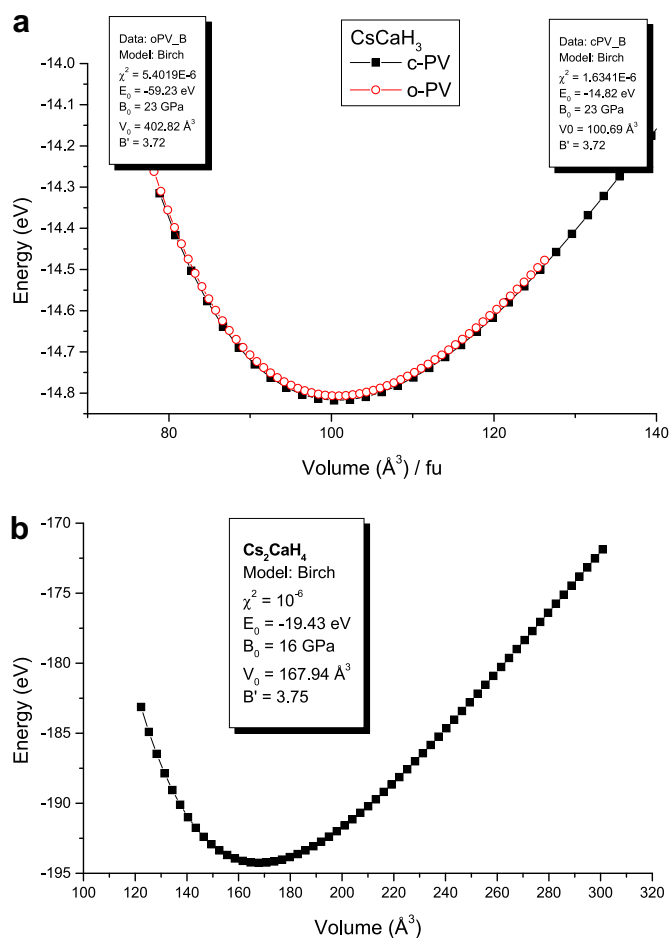 a
Data: oPV_B
Model: Birch
χ² = 5.4019E-6
E₀ = -59.23 eV
B₀ = 23 GPa
V₀ = 402.82 Å³
B' = 3.72
CsCaH₃
c-PV
o-PV
Data: cPV_B
Model: Birch
χ² = 1.6341E-6
E₀ = -14.82 eV
B₀ = 23 GPa
V0 = 100.69 Å³
B' = 3.72
-14.0
-14.1
-14.2
-14.3
-14.4
-14.5
-14.6
-14.7
-14.8
Energy (eV)
80 100 120 140
Volume (Å³) / fu
b
Cs₂CaH₄
Model: Birch
χ² = 10⁻⁶
E₀ = -19.43 eV
B₀ = 16 GPa
V₀ = 167.94 Å³
B' = 3.75
-170
-175
-180
-185
-190
-195
Energy (eV)
100 120 140 160 180 200 220 240 260 280 300 320
Volume (Å³)